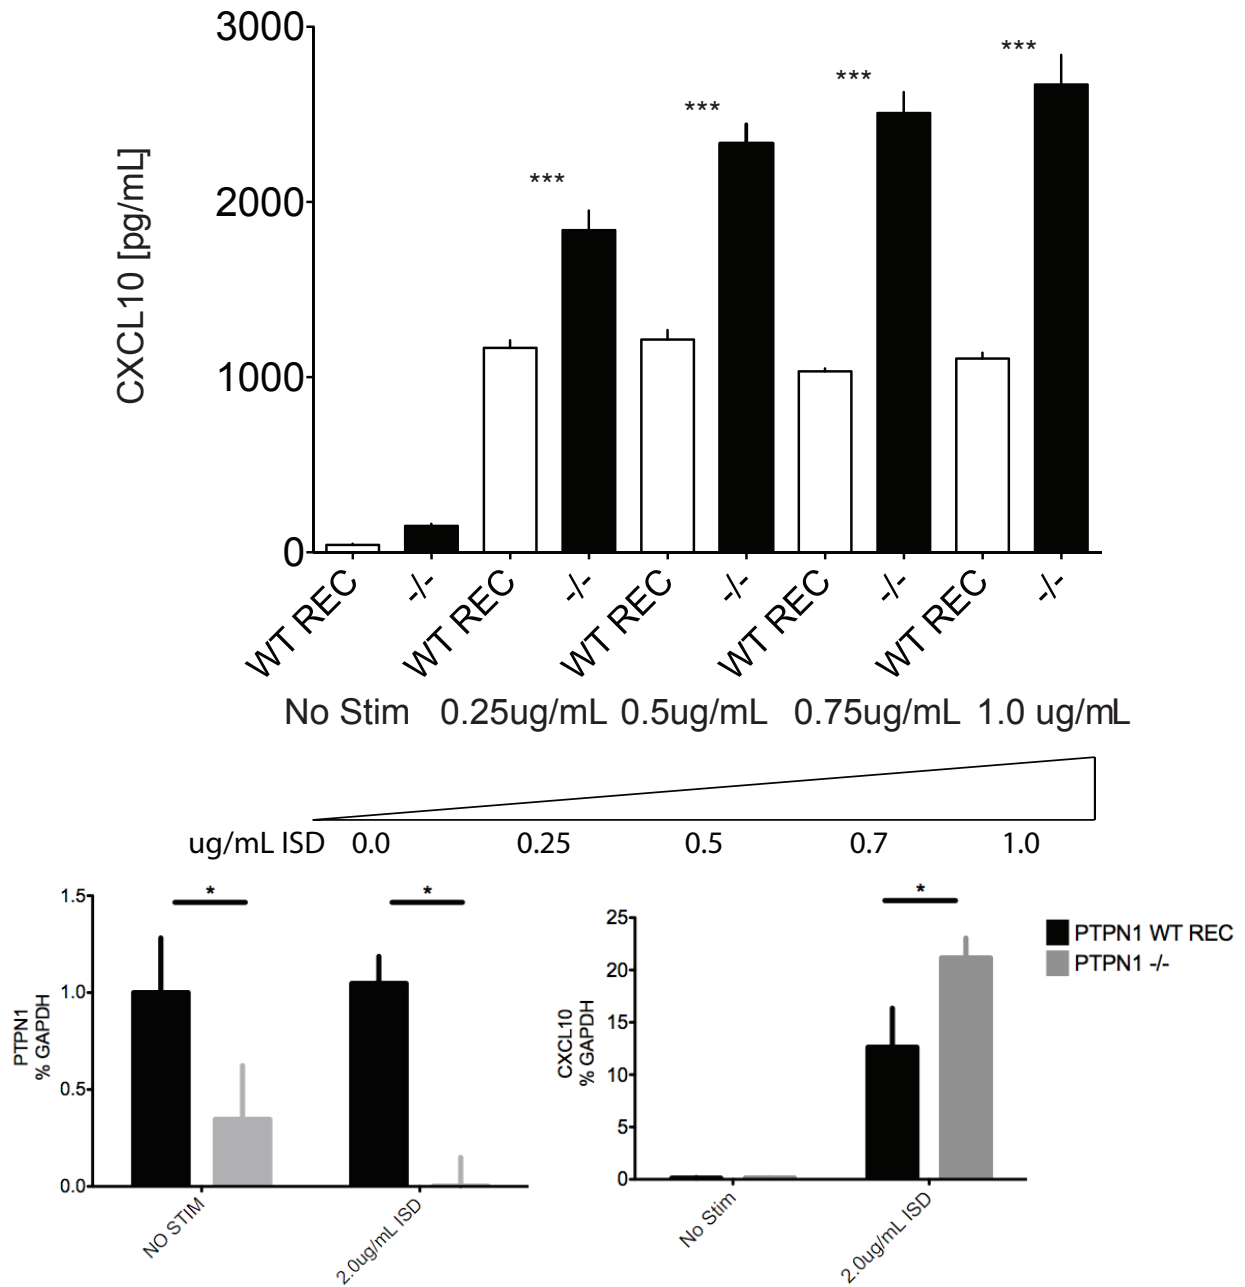 3000
2000
1000
0
CXCL10 [pg/mL]
***
***
***
***
WT REC
-/-
WT REC
-/-
WT REC
-/-
WT REC
-/-
WT REC
-/-
No Stim 0.25ug/mL 0.5ug/mL 0.75ug/mL 1.0 ug/mL
ug/mL ISD 0.0 0.25 0.5 0.7 1.0
1.5
1.0
0.5
0.0
PTPN1
% GAPDH
*
*
NO STIM
2.0ug/mL ISD
25
20
15
10
5
0
CXCL10
% GAPDH
*
No Stim
2.0ug/mL ISD
PTPN1 WT REC
PTPN1 -/-